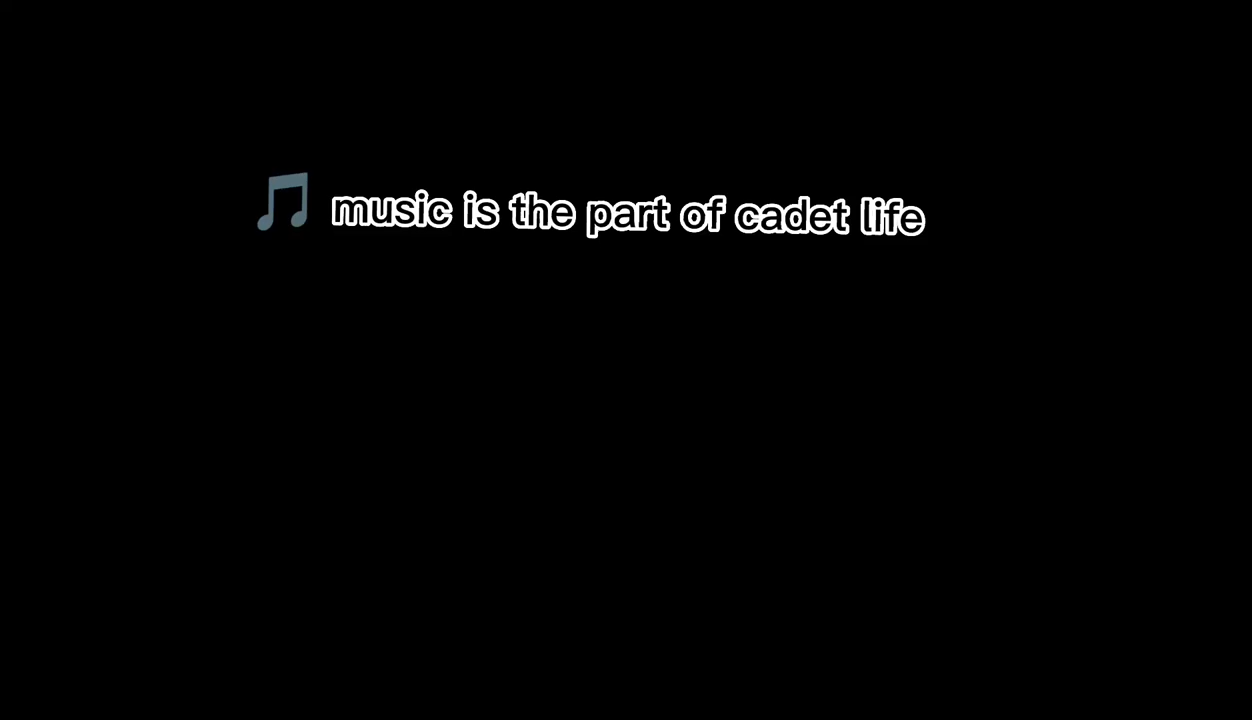 🎵 music is the part of cadet life